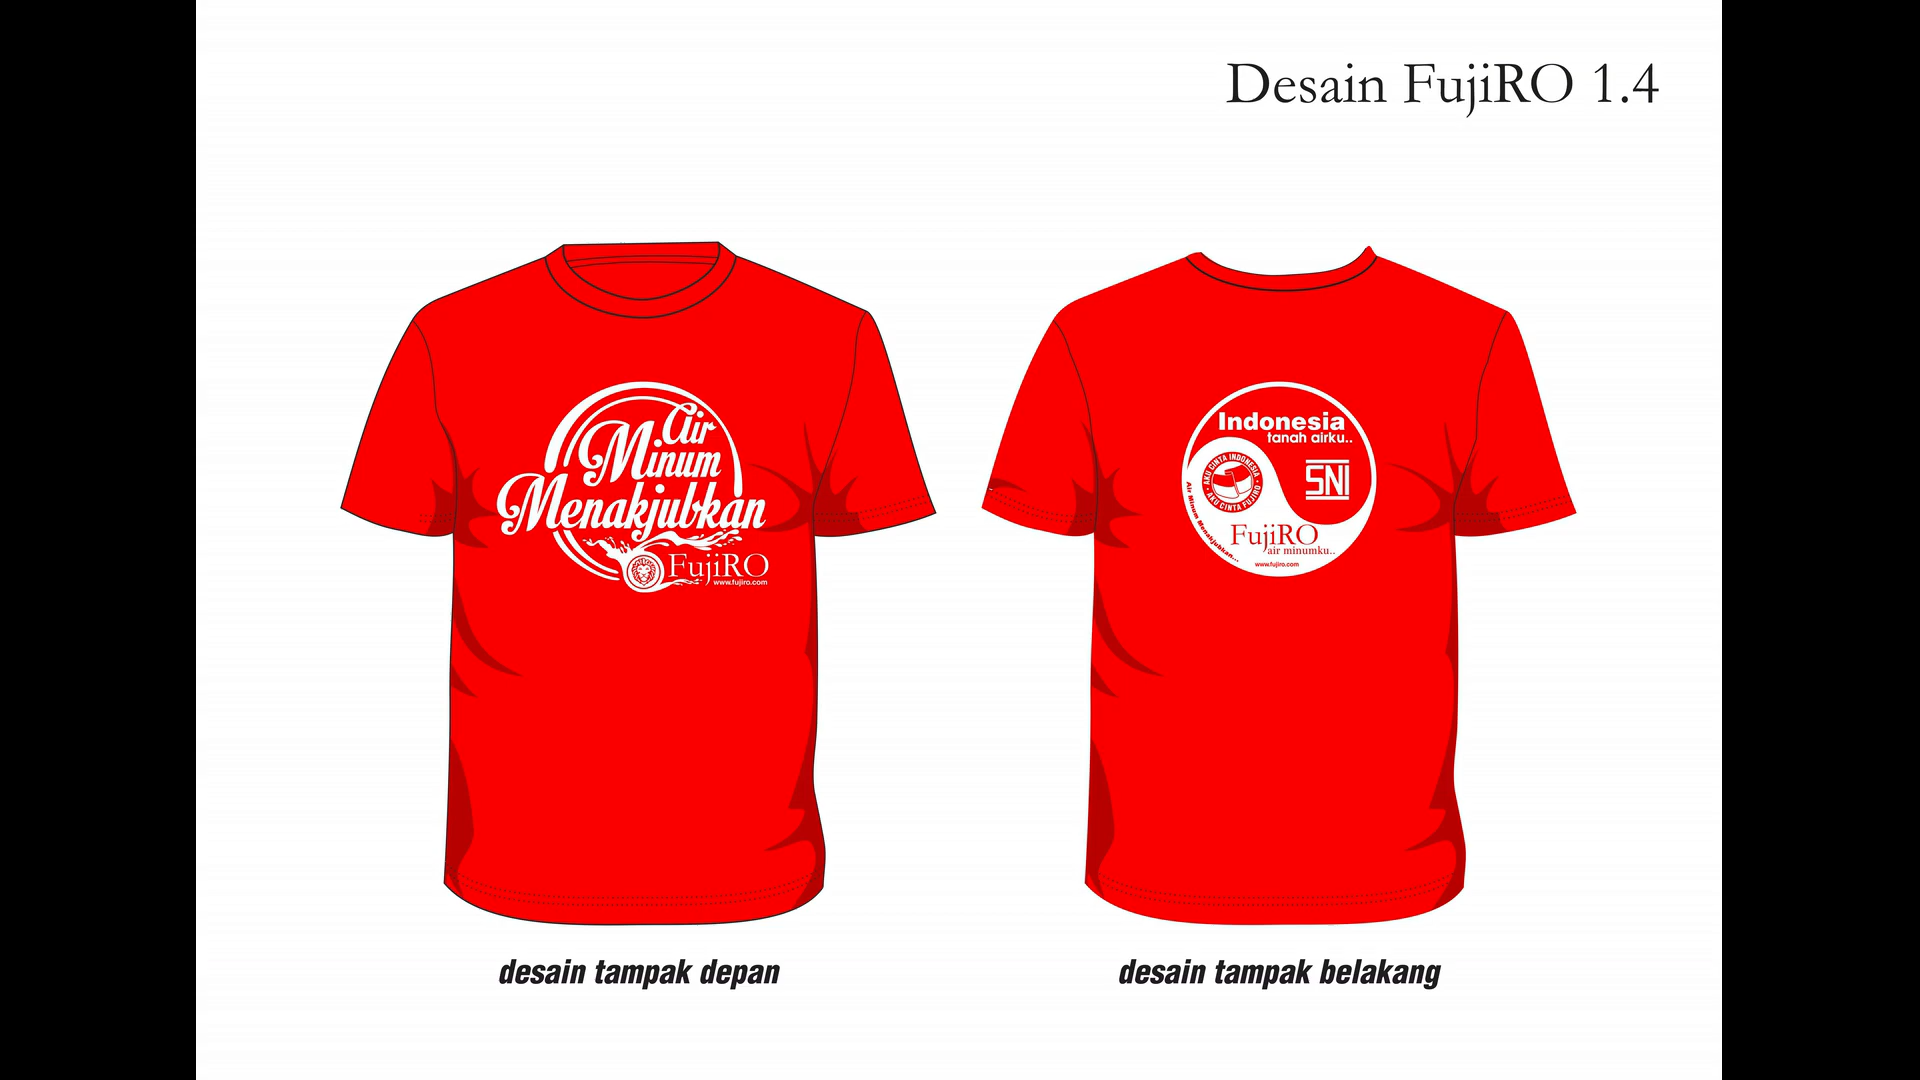 Desain FujiRO 1.4
Air
Minum
Menakjubkan
FujiRO
www.fujiro.com
Indonesia
tanah airku..
AKU CINTA INDONESIA
AKU CINTA FUJIRO
SNI
Air Minum Menakjubkan...
FujiRO
air minumku..
www.fujiro.com
desain tampak depan
desain tampak belakang